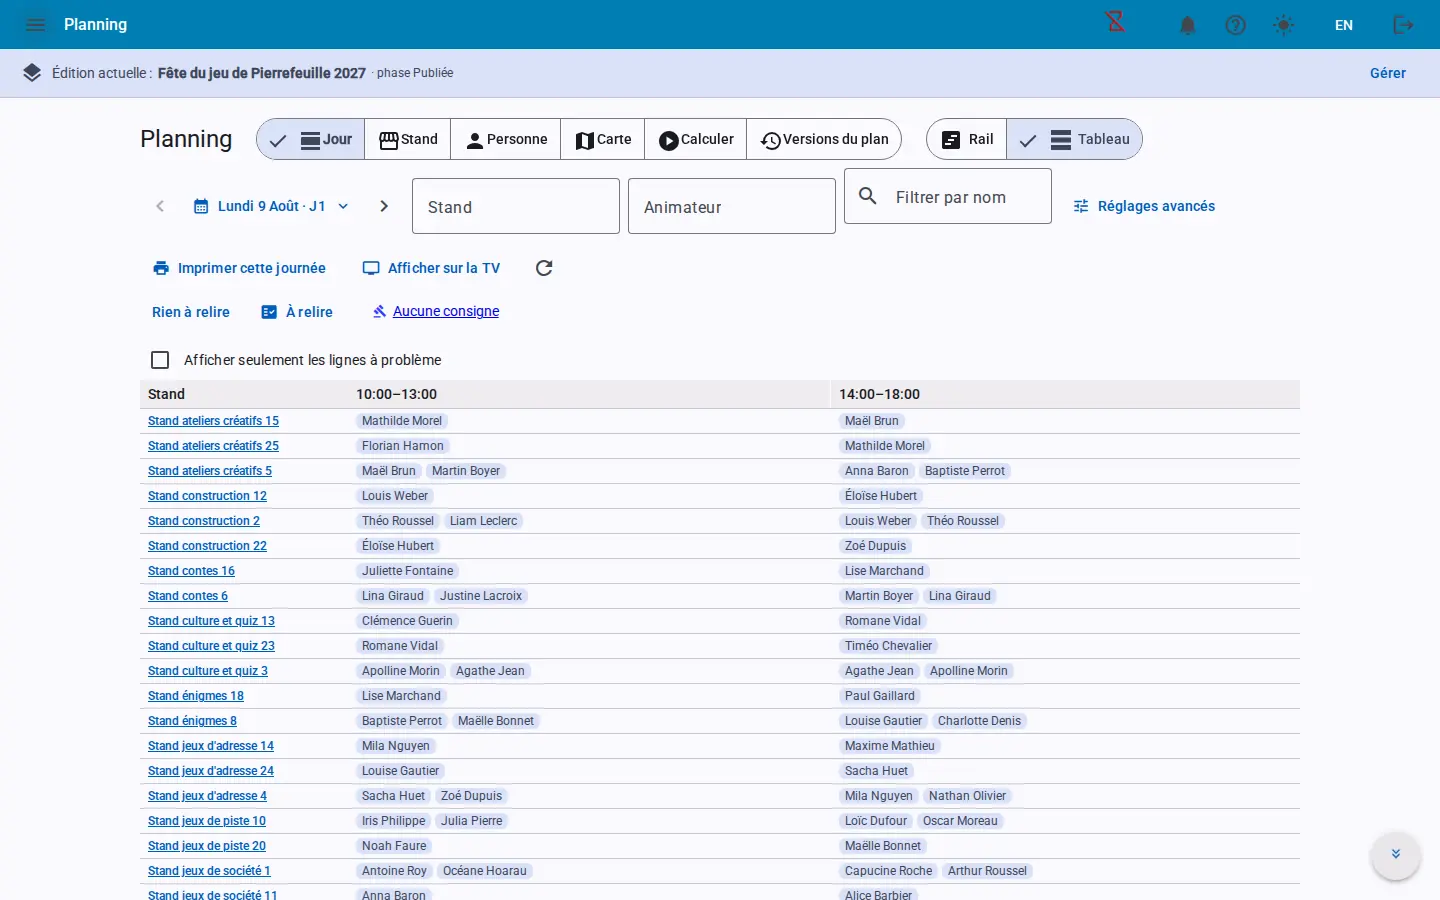 Planning
EN
Édition actuelle : Fête du jeu de Pierrefeuille 2027 · phase Publiée
Gérer
Planning
Jour
Stand
Personne
Carte
Calculer
Versions du plan
Rail
Tableau
Lundi 9 Août · J1
Stand
Animateur
Filtrer par nom
Réglages avancés
Imprimer cette journée
Afficher sur la TV
Rien à relire
À relire
Aucune consigne
Afficher seulement les lignes à problème
Stand 10:00–13:00 14:00–18:00
Stand ateliers créatifs 15 Mathilde Morel Maël Brun
Stand ateliers créatifs 25 Florian Hamon Mathilde Morel
Stand ateliers créatifs 5 Maël Brun Martin Boyer Anna Baron Baptiste Perrot
Stand construction 12 Louis Weber Éloïse Hubert
Stand construction 2 Théo Roussel Liam Leclerc Louis Weber Théo Roussel
Stand construction 22 Éloïse Hubert Zoé Dupuis
Stand contes 16 Juliette Fontaine Lise Marchand
Stand contes 6 Lina Giraud Justine Lacroix Martin Boyer Lina Giraud
Stand culture et quiz 13 Clémence Guerin Romane Vidal
Stand culture et quiz 23 Romane Vidal Timéo Chevalier
Stand culture et quiz 3 Apolline Morin Agathe Jean Agathe Jean Apolline Morin
Stand énigmes 18 Lise Marchand Paul Gaillard
Stand énigmes 8 Baptiste Perrot Maëlle Bonnet Louise Gautier Charlotte Denis
Stand jeux d'adresse 14 Mila Nguyen Maxime Mathieu
Stand jeux d'adresse 24 Louise Gautier Sacha Huet
Stand jeux d'adresse 4 Sacha Huet Zoé Dupuis Mila Nguyen Nathan Olivier
Stand jeux de piste 10 Iris Philippe Julia Pierre Loïc Dufour Oscar Moreau
Stand jeux de piste 20 Noah Faure Maëlle Bonnet
Stand jeux de société 1 Antoine Roy Océane Hoarau Capucine Roche Arthur Roussel
Stand jeux de société 11 Anna Baron Alice Barbier